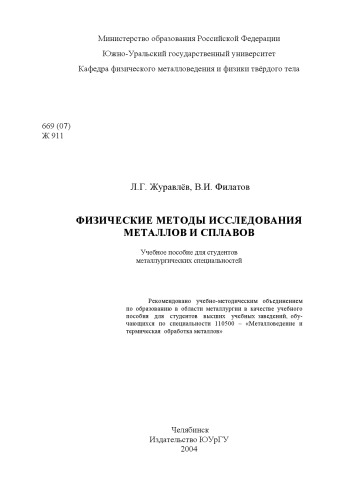 Министерство образования Российской Федерации
Южно-Уральский государственный университет
Кафедра физического металловедения и физики твёрдого тела
669 (07)
Ж 911
Л.Г. Журавлёв, В.И. Филатов
ФИЗИЧЕСКИЕ МЕТОДЫ ИССЛЕДОВАНИЯ
МЕТАЛЛОВ И СПЛАВОВ
Учебное пособие для студентов
металлургических специальностей
Рекомендовано учебно-методическим объединением
по образованию в области металлургии в качестве учебного
пособия для студентов высших учебных заведений, обу-
чающихся по специальности 110500 – «Металловедение и
термическая обработка металлов»
Челябинск
Издательство ЮУрГУ
2004